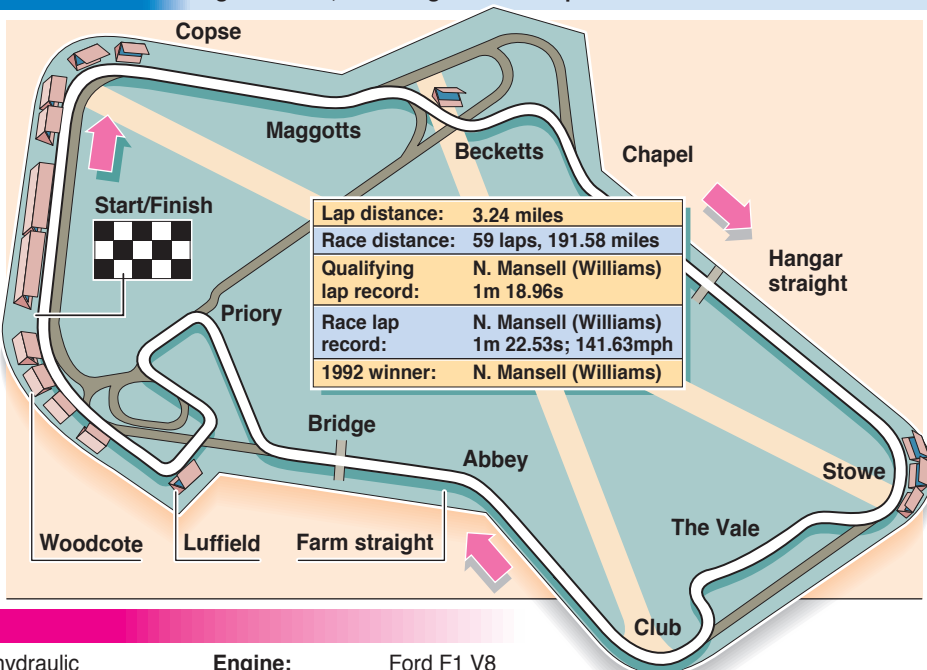 Copse
Maggotts
Becketts
Chapel
Start/Finish
Hangar
straight
Lap distance: 3.24 miles
Race distance: 59 laps, 191.58 miles
Qualifying N. Mansell (Williams)
lap record: 1m 18.96s
Race lap N. Mansell (Williams)
record: 1m 22.53s; 141.63mph
1992 winner: N. Mansell (Williams)
Priory
Bridge
Abbey
Stowe
The Vale
Woodcote
Luffield
Farm straight
Club
hydraulic
Engine: Ford F1 V8